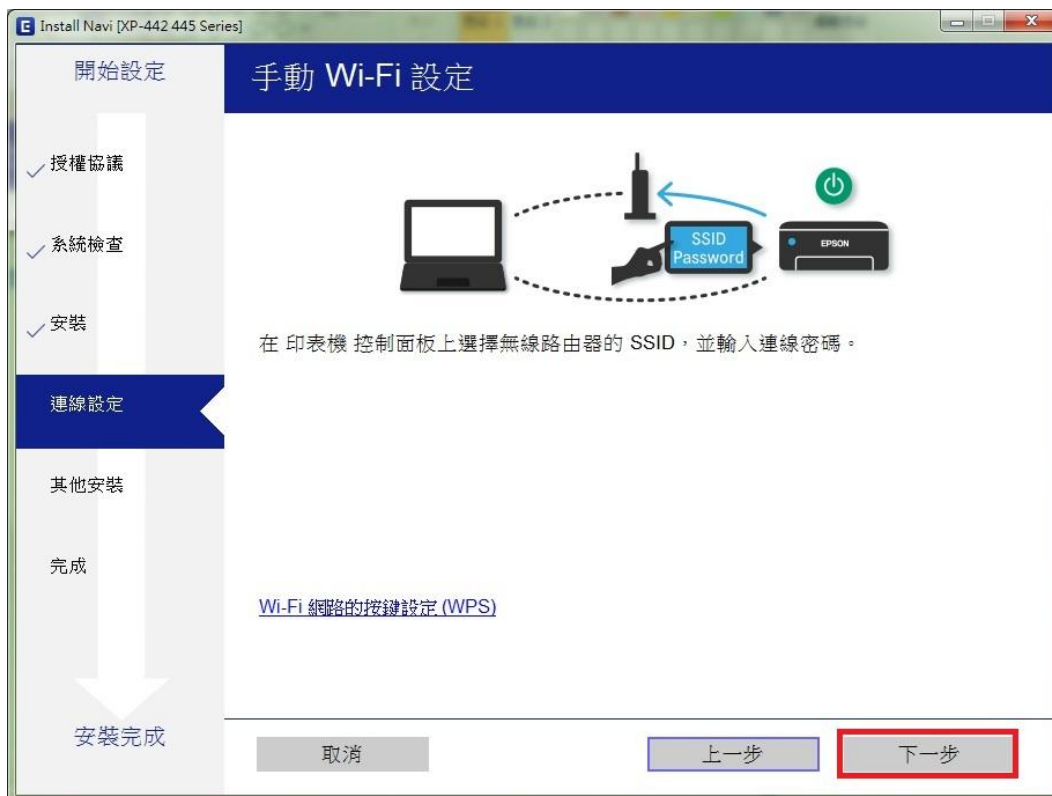 Install Navi [XP-442 445 Series]
開始設定
手動 Wi-Fi 設定
授權協議
系統檢查
安裝
連線設定
其他安裝
完成
安裝完成
SSID
Password
EPSON
在 印表機 控制面板上選擇無線路由器的 SSID，並輸入連線密碼。
Wi-Fi 網路的按鍵設定 (WPS)
取消
上一步
下一步